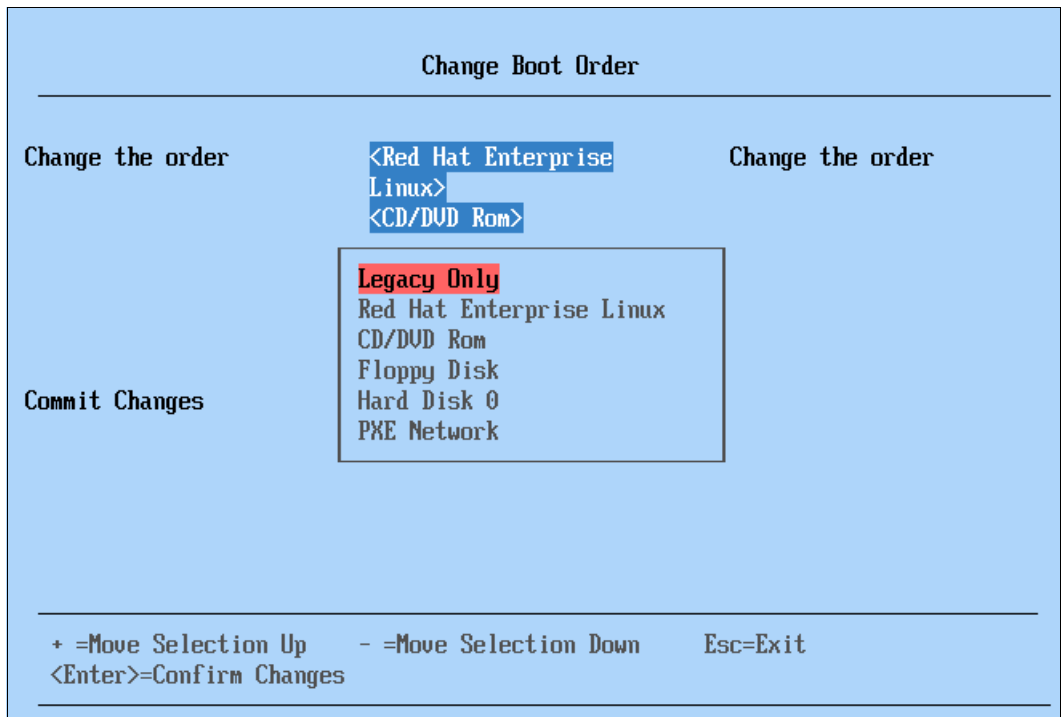 Change Boot Order
Change the order <Red Hat Enterprise Change the order
Linux>
<CD/DVD Rom>
Legacy Only
Red Hat Enterprise Linux
CD/DVD Rom
Floppy Disk
Commit Changes Hard Disk 0
PXE Network
+ =Move Selection Up - =Move Selection Down Esc=Exit
<Enter>=Confirm Changes